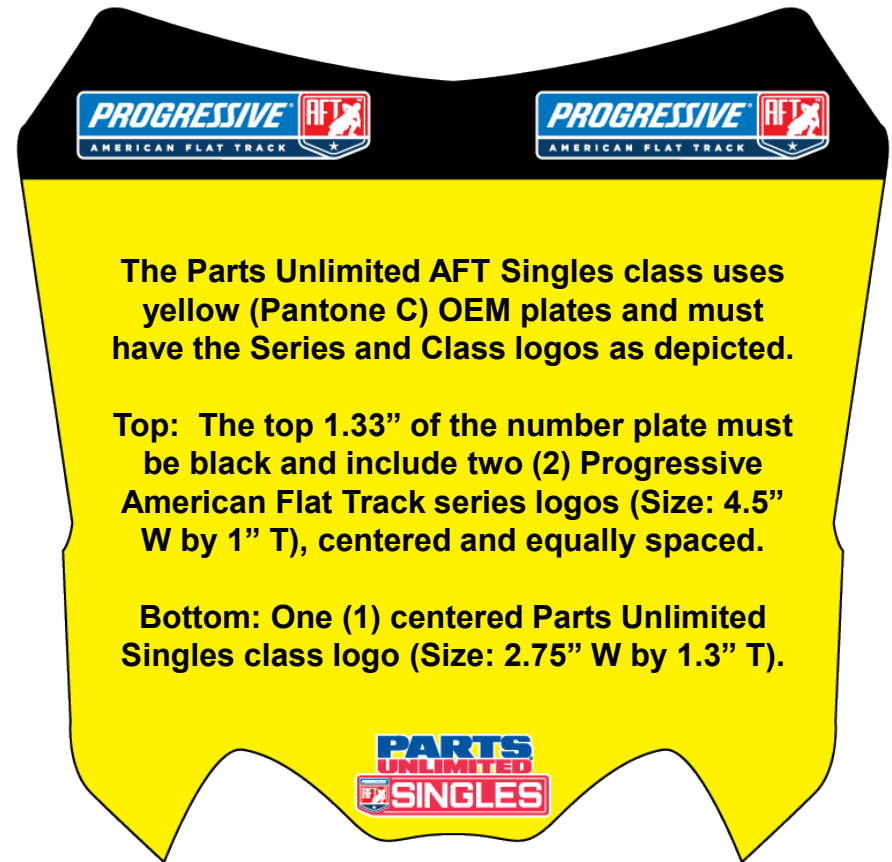 PROGRESSIVE® AFT™ PROGRESSIVE® AFT™
AMERICAN FLAT TRACK AMERICAN FLAT TRACK
The Parts Unlimited AFT Singles class uses
yellow (Pantone C) OEM plates and must
have the Series and Class logos as depicted.
Top:  The top 1.33” of the number plate must
be black and include two (2) Progressive
American Flat Track series logos (Size: 4.5”
W by 1” T), centered and equally spaced.
Bottom: One (1) centered Parts Unlimited
Singles class logo (Size: 2.75” W by 1.3” T).
PARTS
UNLIMITED
AFT SINGLES